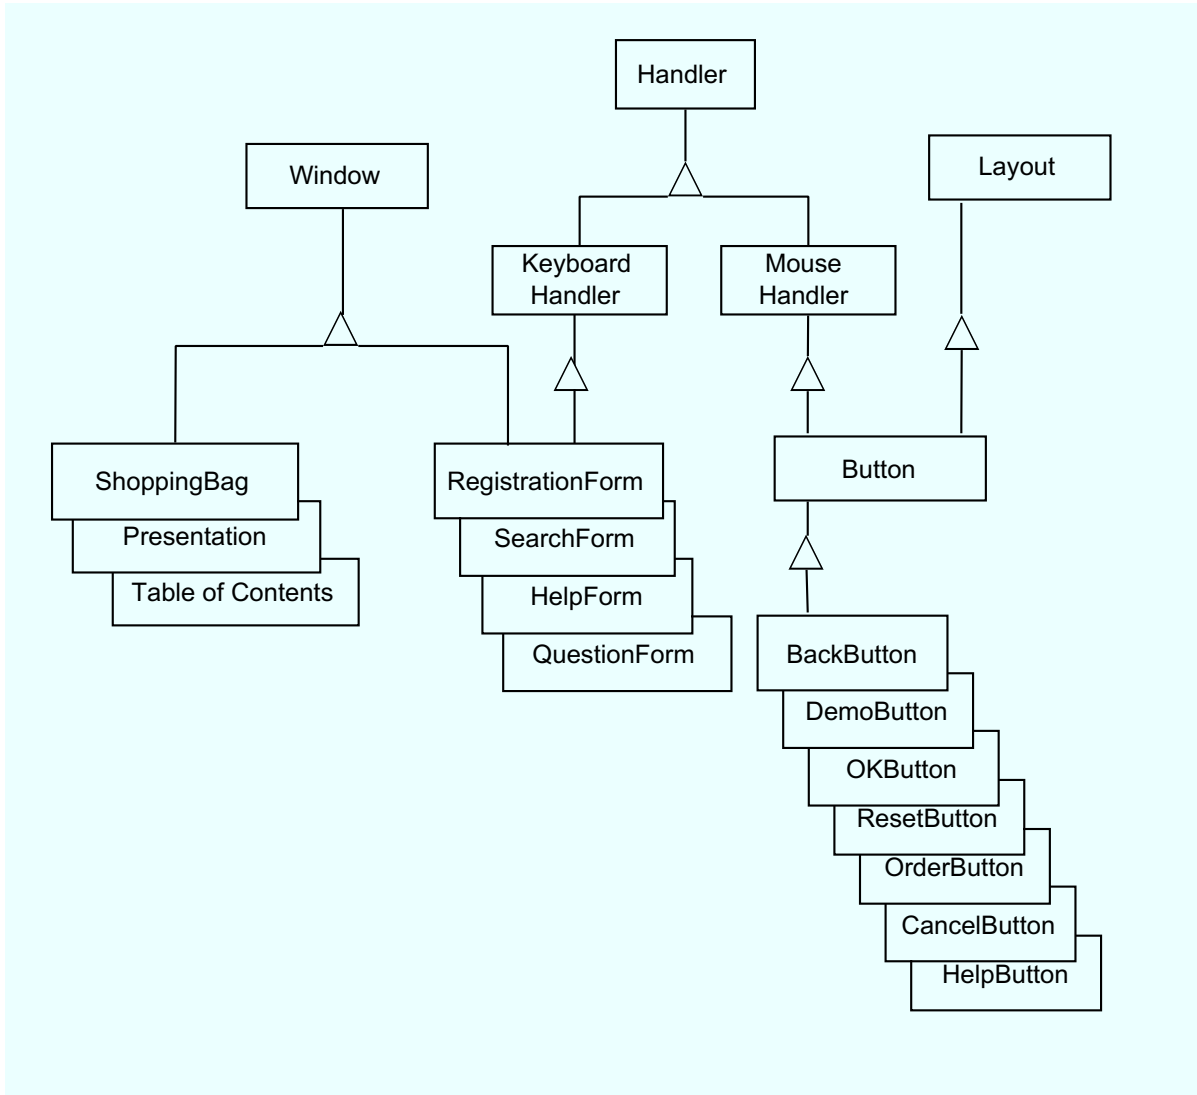 Handler
Window
Layout
Keyboard
Handler
Mouse
Handler
ShoppingBag
Presentation
Table of Contents
RegistrationForm
SearchForm
HelpForm
QuestionForm
Button
BackButton
DemoButton
OKButton
ResetButton
OrderButton
CancelButton
HelpButton